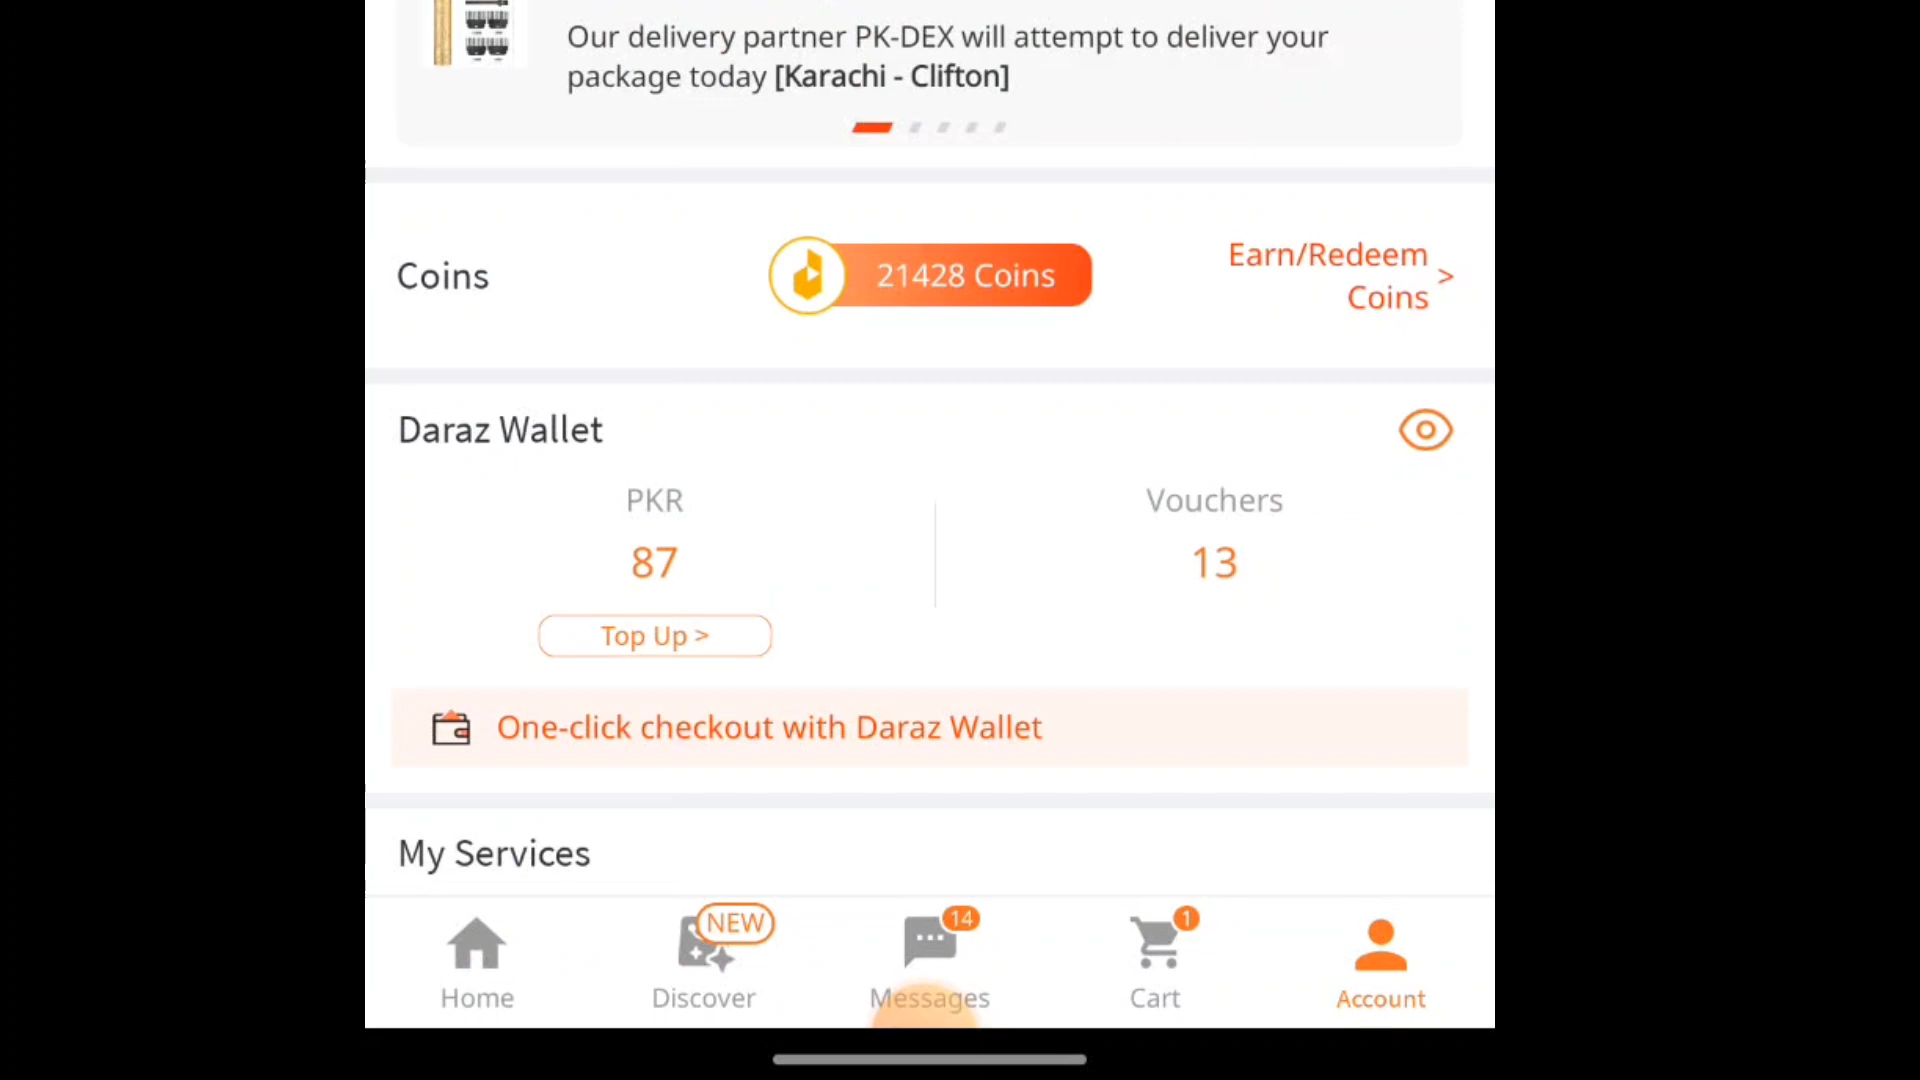 Our delivery partner PK-DEX will attempt to deliver your
package today [Karachi - Clifton]
Coins
21428 Coins
Earn/Redeem
Coins >
Daraz Wallet
PKR
87
Top Up >
Vouchers
13
One-click checkout with Daraz Wallet
My Services
Home
NEW
Discover
14
Messages
1
Cart
Account